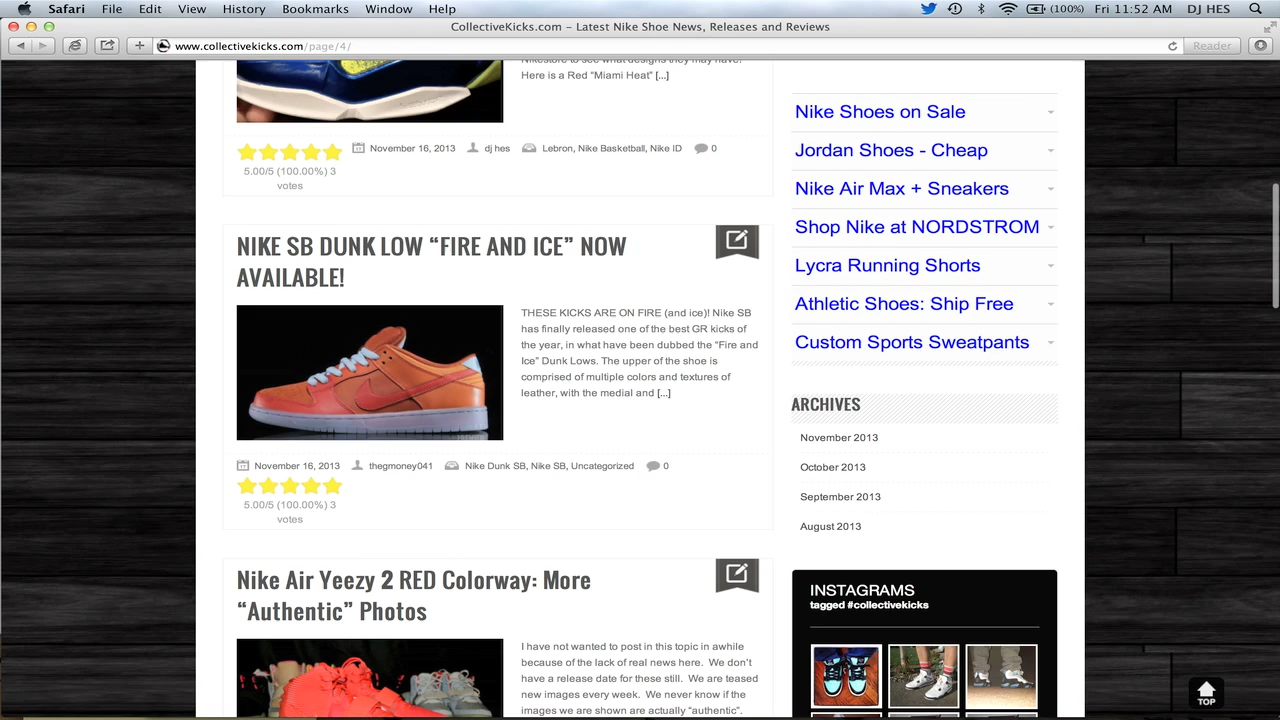 Safari File Edit View History Bookmarks Window Help (100%) Fri 11:52 AM DJ HES
CollectiveKicks.com – Latest Nike Shoe News, Releases and Reviews
www.collectivekicks.com/page/4/ Reader
Nikestore to see what designs they may have!
Here is a Red “Miami Heat” [...]
November 16, 2013 dj hes Lebron, Nike Basketball, Nike ID 0
5.00/5 (100.00%) 3
votes
NIKE SB DUNK LOW “FIRE AND ICE” NOW
AVAILABLE!
THESE KICKS ARE ON FIRE (and ice)! Nike SB
has finally released one of the best GR kicks of
the year, in what have been dubbed the “Fire and
Ice” Dunk Lows. The upper of the shoe is
comprised of multiple colors and textures of
leather, with the medial and [...]
November 16, 2013 thegmoney041 Nike Dunk SB, Nike SB, Uncategorized 0
5.00/5 (100.00%) 3
votes
Nike Air Yeezy 2 RED Colorway: More
“Authentic” Photos
I have not wanted to post in this topic in awhile
because of the lack of real news here. We don’t
have a release date for these still. We are teased
new images every week. We never know if the
images we are shown are actually “authentic”.
Nike Shoes on Sale
Jordan Shoes - Cheap
Nike Air Max + Sneakers
Shop Nike at NORDSTROM
Lycra Running Shorts
Athletic Shoes: Ship Free
Custom Sports Sweatpants
ARCHIVES
November 2013
October 2013
September 2013
August 2013
INSTAGRAMS
tagged #collectivekicks
TOP